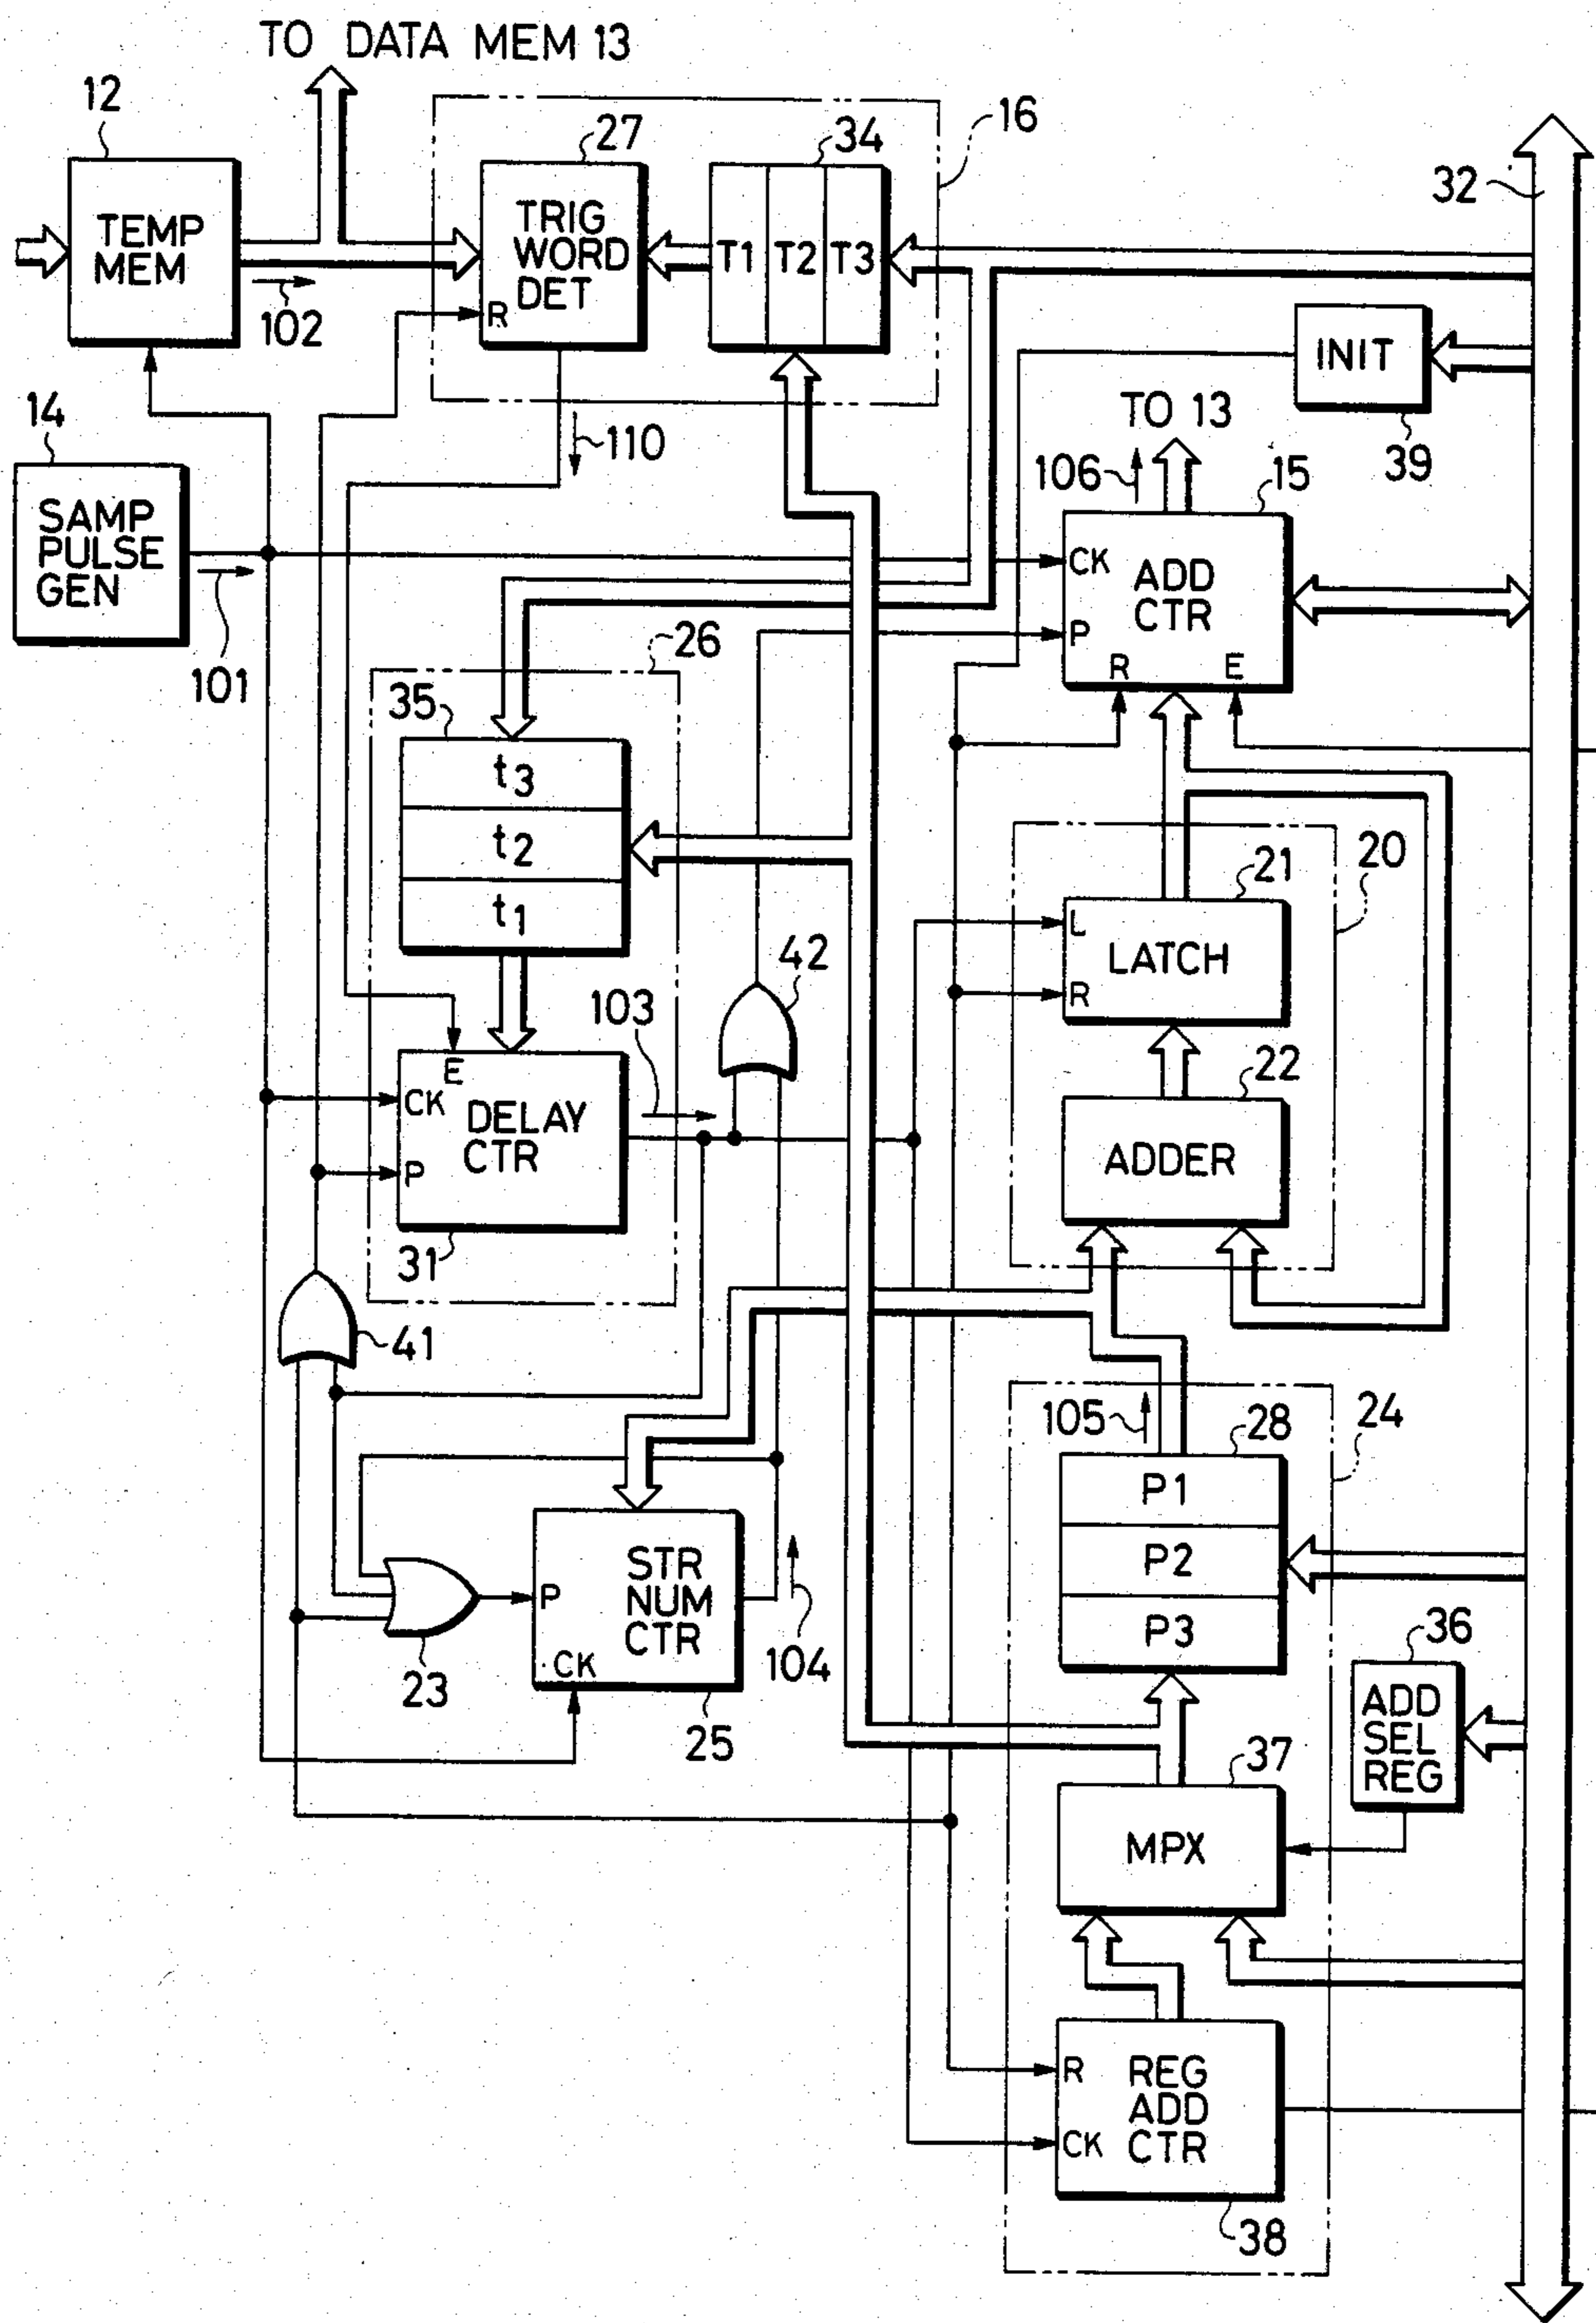 TO DATA MEM 13
12
TEMP
MEM
102
27
TRIG
WORD
DET
R
34
T1 T2 T3
16
32
INIT
39
14
SAMP
PULSE
GEN
101
110
TO 13
106
15
CK
ADD
CTR
P
R
E
26
35
t3
t2
t1
42
103
E
CK
DELAY
CTR
P
31
20
21
L
LATCH
R
22
ADDER
41
105
28
24
P1
P2
P3
23
P
STR
NUM
CTR
CK
25
104
36
ADD
SEL
REG
37
MPX
R
REG
ADD
CTR
CK
38